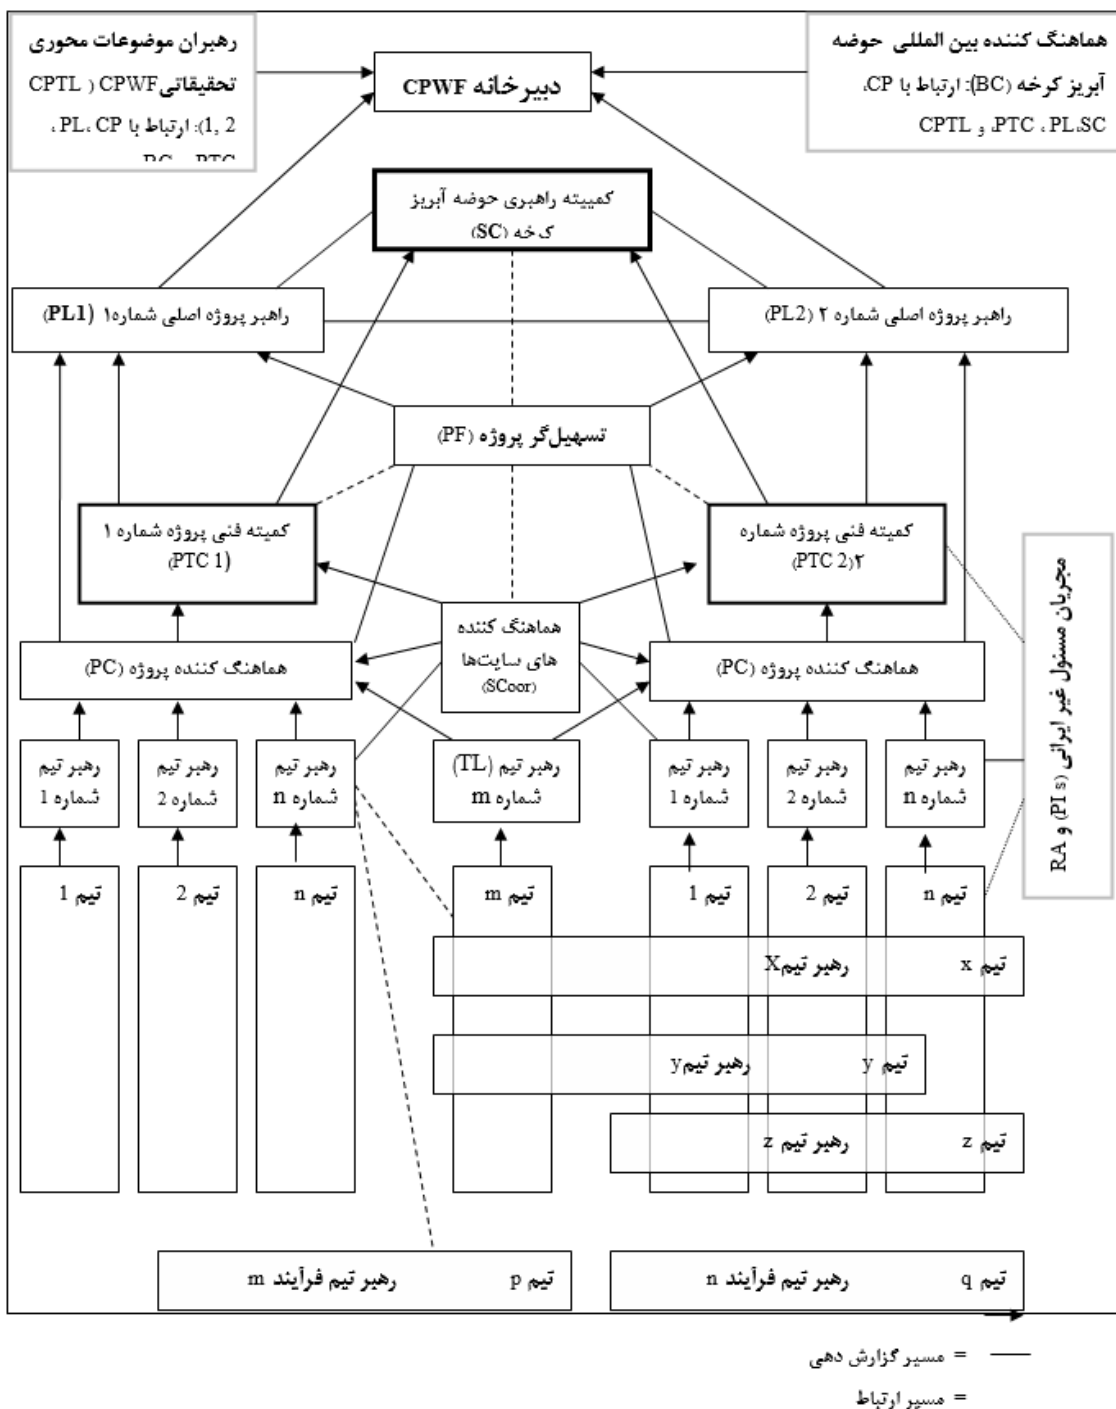 رهبران موضوعات محوری
تحقیقاتیCPWF ( CPTL
1, 2): ارتباط با PL، CP ،
دبیرخانه CPWF
هماهنگ کننده بین المللی حوضه
آبریز کرخه (BC): ارتباط با CP،
PTC ، PL،SC، و CPTL
کمییته راهبری حوضه آبریز
کرخه (SC)
راهبر پروژه اصلی شماره۱ (PL1)
راهبر پروژه اصلی شماره ۲ (PL2)
تسهیل‌گر پروژه (PF)
کمیته فنی پروژه شماره ۱
(PTC 1)
کمیته فنی پروژه شماره
۲(PTC 2)
هماهنگ کننده
های سایت‌ها
(SCoor)
هماهنگ کننده پروژه (PC)
هماهنگ کننده پروژه (PC)
مجریان مسئول غیر ایرانی (PI s) و RA
رهبر تیم
شماره 1
رهبر تیم
شماره 2
رهبر تیم
شماره n
رهبر تیم (TL)
شماره m
رهبر تیم
شماره 1
رهبر تیم
شماره 2
رهبر تیم
شماره n
تیم 1
تیم 2
تیم n
تیم m
تیم 1
تیم 2
تیم n
تیم x رهبر تیمX
تیم y رهبر تیمy
تیم z رهبر تیم z
تیم p رهبر تیم فرآیند m
تیم q رهبر تیم فرآیند n
= مسیر گزارش دهی
= مسیر ارتباط